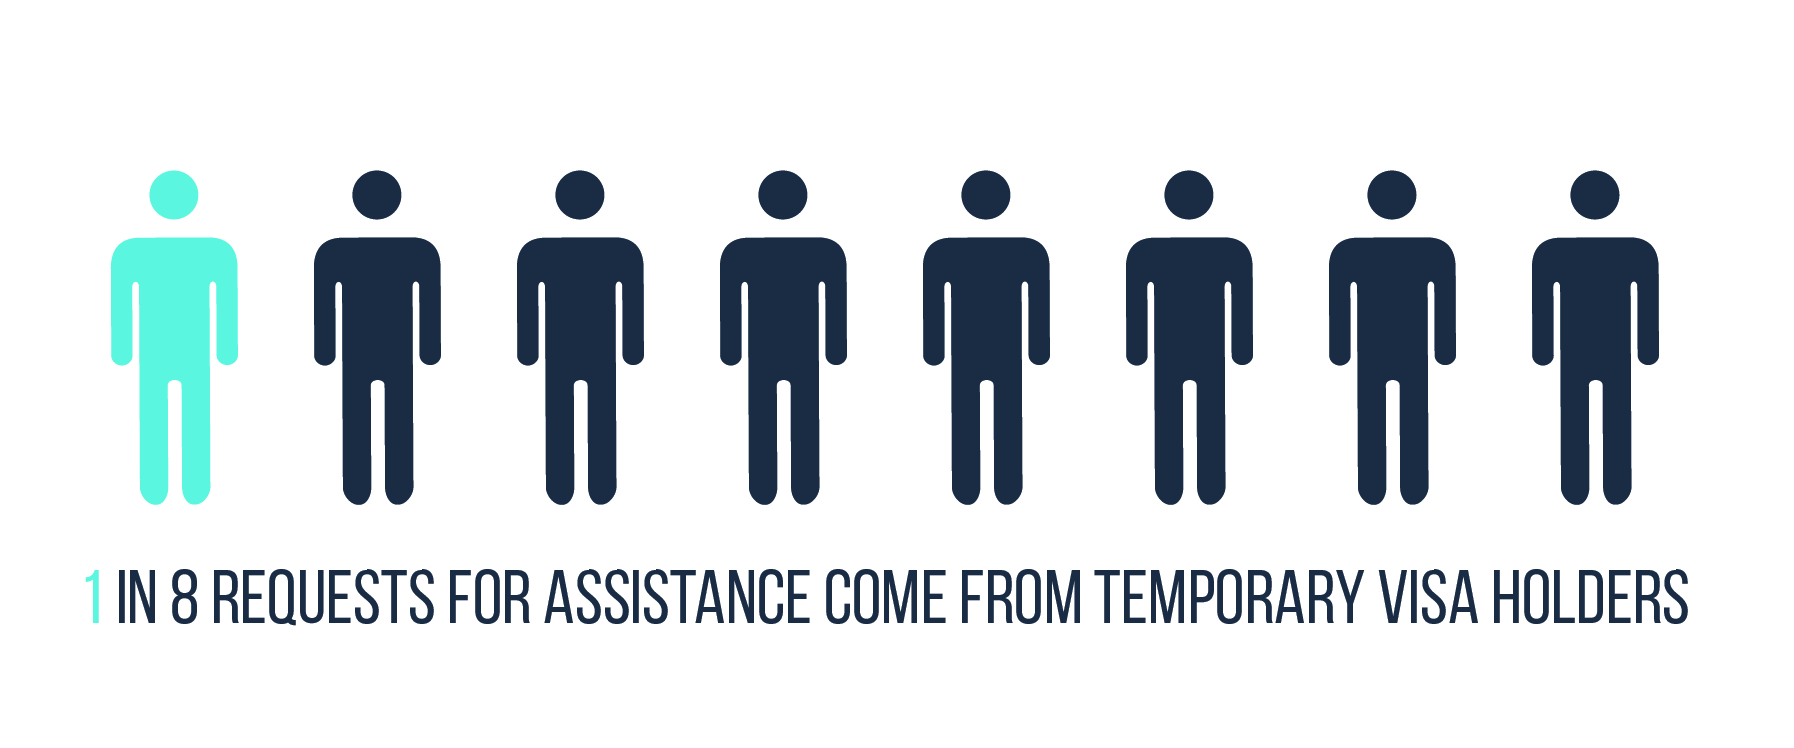 1 IN 8 REQUESTS FOR ASSISTANCE COME FROM TEMPORARY VISA HOLDERS